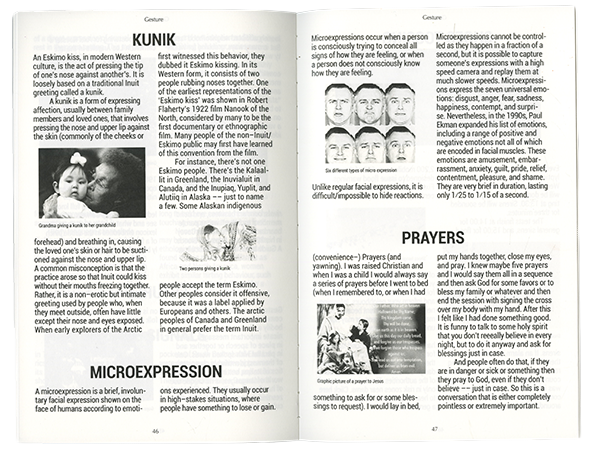 Gesture
KUNIK
An Eskimo kiss, in modern Western
culture, is the act of pressing the tip
of one's nose against another's. It is
loosely based on a traditional Inuit
greeting called a kunik.
A kunik is a form of expressing
affection, usually between family
members and loved ones, that involves
pressing the nose and upper lip against
the skin (commonly of the cheeks or
Grandma giving a kunik to her grandchild
forehead) and breathing in, causing
the loved one's skin or hair to be sucti-
oned against the nose and upper lip.
A common misconception is that the
practice arose so that Inuit could kiss
without their mouths freezing together.
Rather, it is a non–erotic but intimate
greeting used by people who, when
they meet outside, often have little
except their nose and eyes exposed.
When early explorers of the Arctic
first witnessed this behavior, they
dubbed it Eskimo kissing. In its
Western form, it consists of two
people rubbing noses together. One
of the earliest representations of the
'Eskimo kiss' was shown in Robert
Flaherty's 1922 film Nanook of the
North, considered by many to be the
first documentary or ethnographic
film. Many people of the non–Inuit/
Eskimo public may first have learned
of this convention from the film.
For instance, there's not one
Eskimo people. There's the Kalaal-
lit in Greenland, the Inuvialuit in
Canada, and the Inupiaq, Yuplit, and
Alutiiq in Alaska –– just to name
a few. Some Alaskan indigenous
Two persons giving a kunik
people accept the term Eskimo.
Other peoples consider it offensive,
because it was a label applied by
Europeans and others. The arctic
peoples of Canada and Greenland
in general prefer the term Inuit.
MICROEXPRESSION
A microexpression is a brief, involun-
tary facial expression shown on the
face of humans according to emoti-
ons experienced. They usually occur
in high–stakes situations, where
people have something to lose or gain.
46
Gesture
Microexpressions occur when a person
is consciously trying to conceal all
signs of how they are feeling, or when
a person does not consciously know
how they are feeling.
Six different types of micro expression
Unlike regular facial expressions, it is
difficult/impossible to hide reactions.
Microexpressions cannot be control-
led as they happen in a fraction of a
second, but it is possible to capture
someone's expressions with a high
speed camera and replay them at
much slower speeds. Microexpressi-
ons express the seven universal emo-
tions: disgust, anger, fear, sadness,
happiness, contempt, and surpri-
se. Nevertheless, in the 1990s, Paul
Ekman expanded his list of emotions,
including a range of positive and
negative emotions not all of which
are encoded in facial muscles. These
emotions are amusement, embar-
rassment, anxiety, guilt, pride, relief,
contentment, pleasure, and shame.
They are very brief in duration, lasting
only 1/25 to 1/15 of a second.
PRAYERS
(convenience–) Prayers (and
yawning). I was raised Christian and
when I was a child I would always say
a series of prayers before I went to bed
(when I remembered to, or when I had
Graphic picture of a prayer to Jesus
something to ask for or some bles-
sings to request). I would lay in bed,
put my hands together, close my eyes,
and pray. I knew maybe five prayers
and I would say them all in a sequence
and then ask God for some favors or to
bless my family or whatever and then
end the session with signing the cross
over my body with my hand. After this
I felt like I had done something good.
It is funny to talk to some holy spirit
that you don't reeeally believe in every
night, but to do it anyway and ask for
blessings just in case.
And people often do that, if they
are in danger or sick or something then
they pray to God, even if they don't
believe –– just in case. So this is a
conversation that is either completely
pointless or extremely important.
47